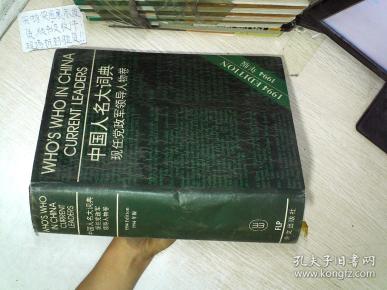 WHO'S WHO IN CHINA
CURRENT LEADERS
中国人名大词典
现任党政军领导人物卷
1994 EDITION
1994年版
WHO'S WHO
IN CHINA
CURRENT
LEADERS
中国人名大词典
现任党政军
领导人物卷
1994 Edition
1994年版
FLP
外文出版社
孔夫子旧书网